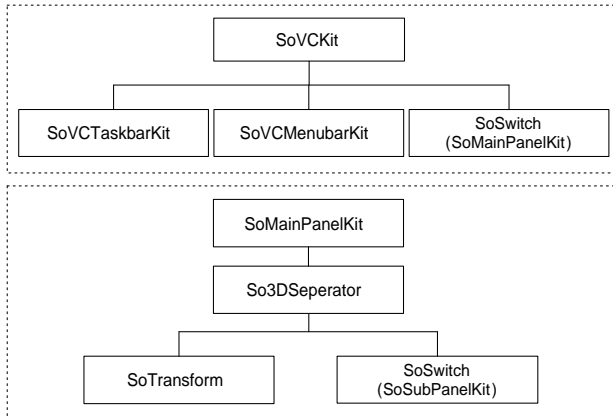 SoVCKit
SoVCTaskbarKit
SoVCMenubarKit
SoSwitch
(SoMainPanelKit)
SoMainPanelKit
So3DSeperator
SoTransform
SoSwitch
(SoSubPanelKit)